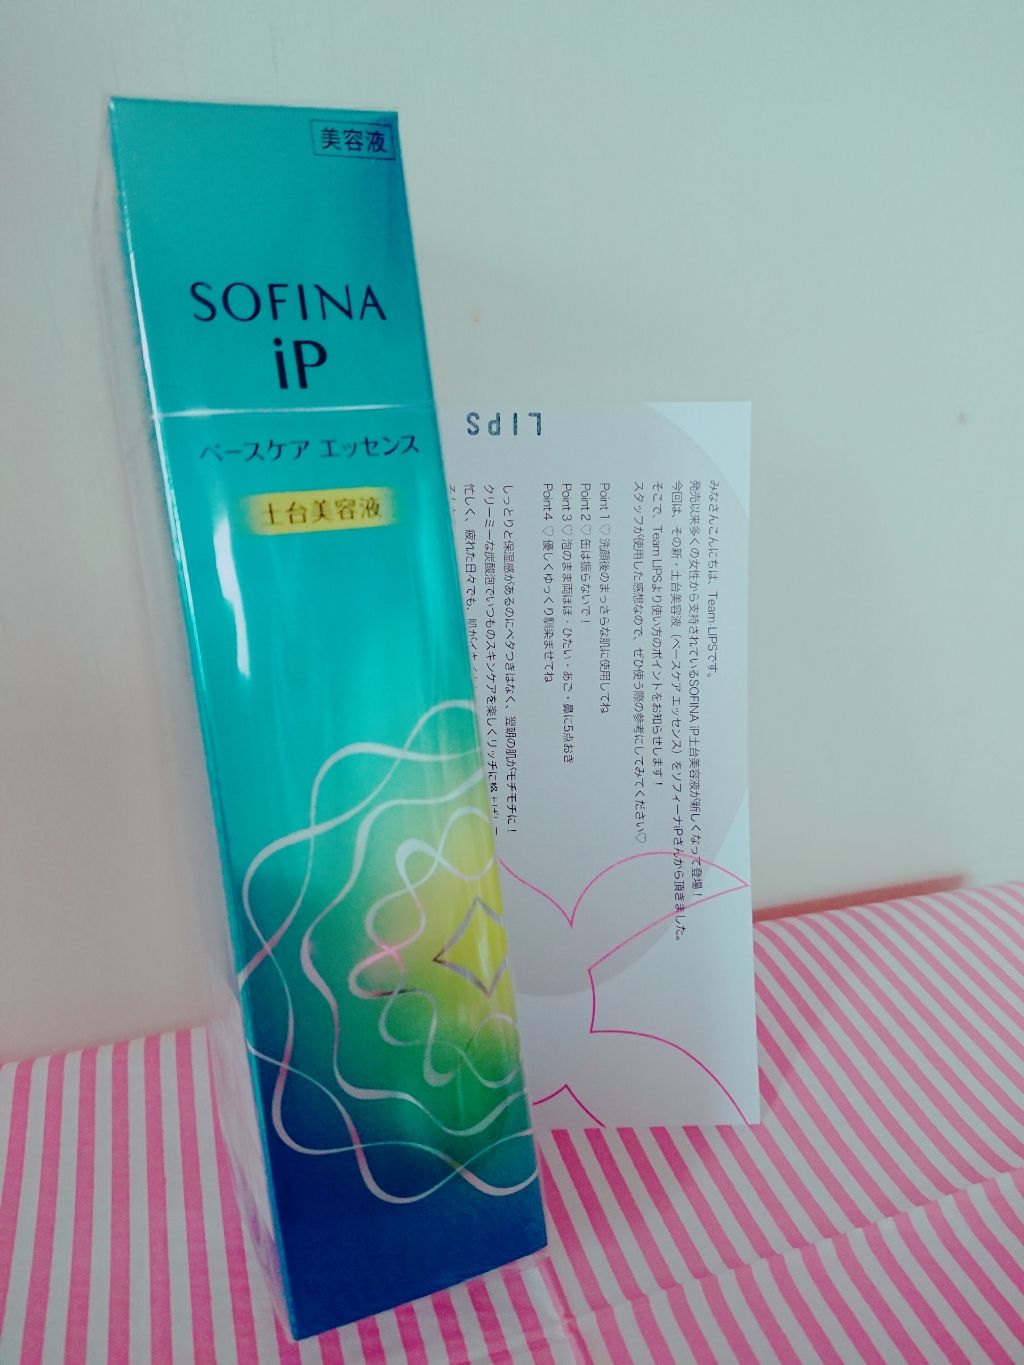 美容液
SOFINA
iP
ベースケア エッセンス
土台美容液
LIPS
みなさんこんにちは、Team LIPSです。
発売以来多くの女性から支持されているSOFINA iP土台美容液が新しくなって登場！
今回は、その新・土台美容液（ベースケア エッセンス）をソフィーナiPさんから頂きました。
そこで、Team LIPSより使い方のポイントをお知らせします！
スタッフが使用した感想なので、ぜひ使う際の参考にしてみてください♡
Point 1 ♡ 洗顔後のまっさらな肌に使用してね
Point 2 ♡ 缶は振らないで！
Point 3 ♡ 泡のまま両ほほ・ひたい・あご・鼻に5点おき
Point 4 ♡ 優しくゆっくり馴染ませてね
しっとりと保湿感があるのにベタつきはなく、翌朝の肌がモチモチに！
クリーミーな炭酸泡でいつものスキンケアを楽しくリッチに格上げ
忙しく、疲れた日々でも、肌が